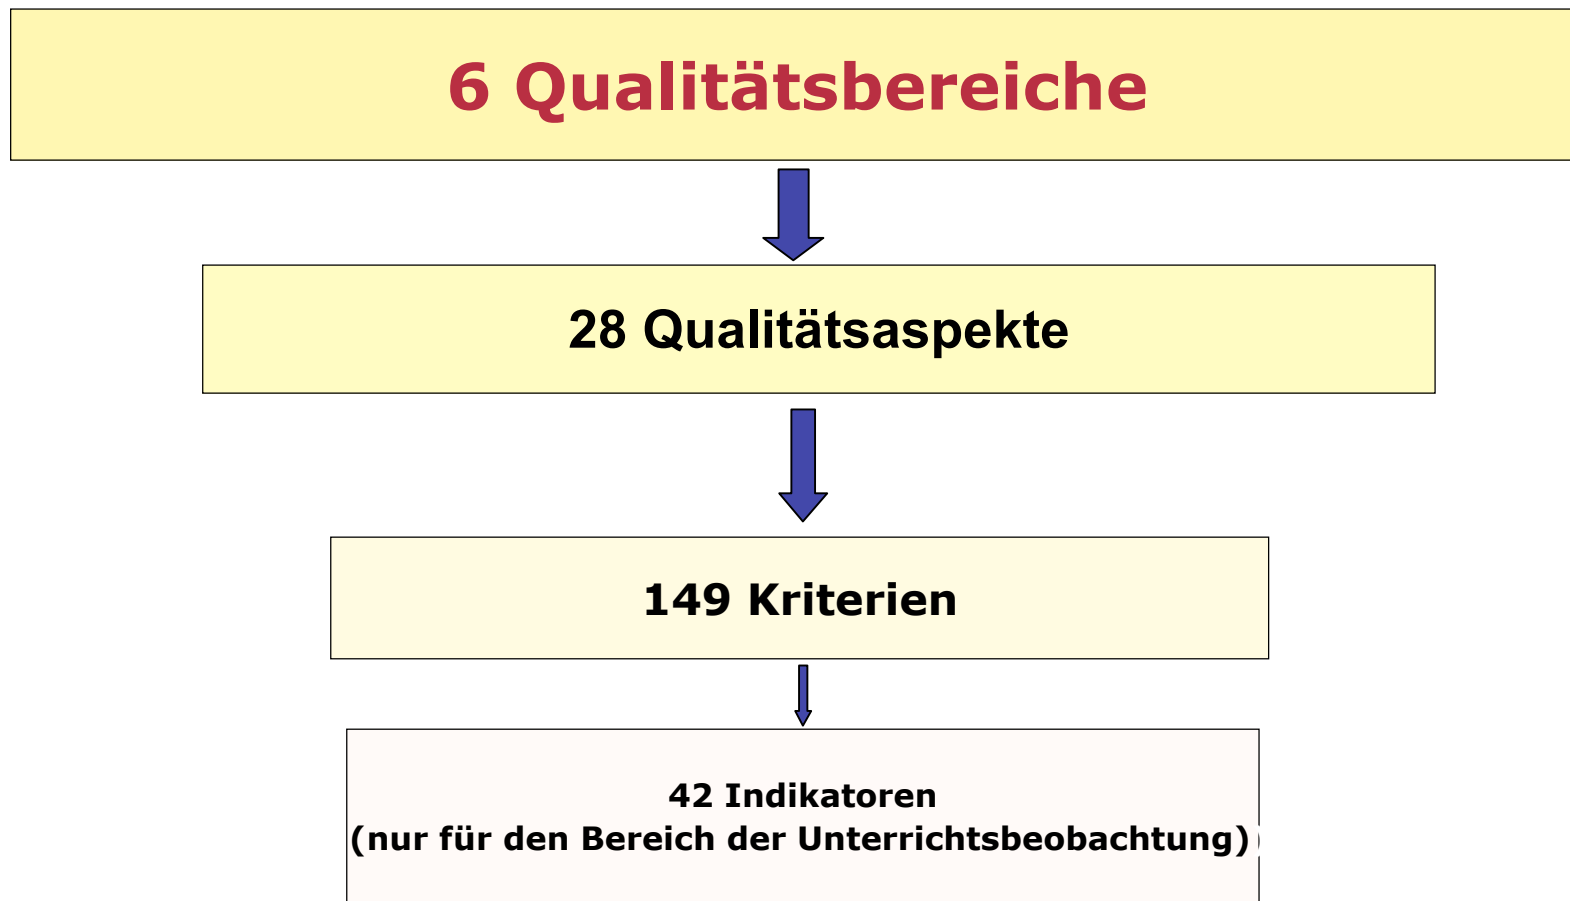 6 Qualitätsbereiche
28 Qualitätsaspekte
149 Kriterien
42 Indikatoren
(nur für den Bereich der Unterrichtsbeobachtung)